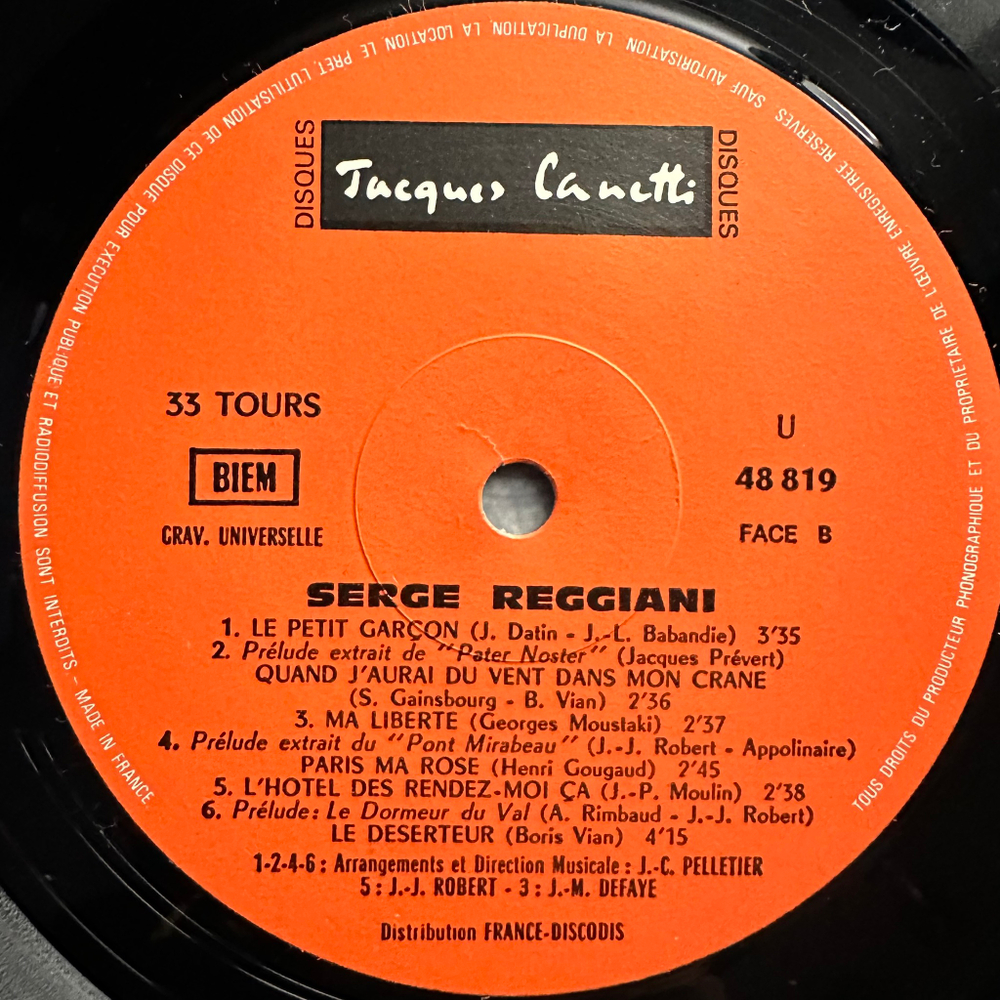 TOUS DROITS DU PRODUCTEUR PHONOGRAPHIQUE ET DU PROPRIETAIRE DE L'ŒUVRE ENREGISTREE RESERVES SAUF AUTORISATION LA DUPLICATION, LA LOCATION, LE PRET, L'UTILISATION DE CE DISQUE POUR EXECUTION PUBLIQUE ET RADIODIFFUSION SONT INTERDITS. - MADE IN FRANCE
DISQUES
Jacques Canetti
DISQUES
33 TOURS
BIEM
GRAV. UNIVERSELLE
U
48 819
FACE B
SERGE REGGIANI
1. LE PETIT GARÇON (J. Datin - J.-L. Babandie) 3'35
2. Prélude extrait de "Pater Noster" (Jacques Prévert)
QUAND J'AURAI DU VENT DANS MON CRANE
(S. Gainsbourg - B. Vian) 2'36
3. MA LIBERTE (Georges Moustaki) 2'37
4. Prélude extrait du "Pont Mirabeau" (J.-J. Robert - Appolinaire)
PARIS MA ROSE (Henri Gougaud) 2'45
5. L'HOTEL DES RENDEZ-MOI ÇA (J.-P. Moulin) 2'38
6. Prélude: Le Dormeur du Val (A. Rimbaud - J.-J. Robert)
LE DESERTEUR (Boris Vian) 4'15
1-2-4-6 : Arrangements et Direction Musicale : J.-C. PELLETIER
5 : J.-J. ROBERT - 3 : J.-M. DEFAYE
Distribution FRANCE-DISCODIS